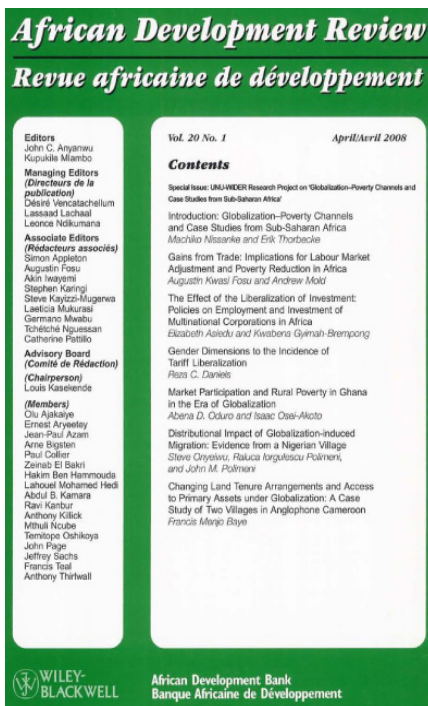 African Development Review
Revue africaine de développement
Editors
John C. Anyanwu
Kupukile Mlambo
Managing Editors
(Directeurs de la
publication)
Désiré Vencatachellum
Lassaad Lachaal
Leonce Ndikumana
Associate Editors
(Rédacteurs associés)
Simon Appleton
Augustin Fosu
Akin Iwayemi
Stephen Karingi
Steve Kayizzi-Mugerwa
Laeticia Mukurasi
Germano Mwabu
Tchétché Nguessan
Catherine Pattillo
Advisory Board
(Comité de Rédaction)
(Chairperson)
Louis Kasekende
(Members)
Olu Ajakaiye
Ernest Aryeetey
Jean-Paul Azam
Arne Bigsten
Paul Collier
Zeinab El Bakri
Hakim Ben Hammouda
Lahouel Mohamed Hedi
Abdul B. Kamara
Ravi Kanbur
Anthony Killick
Mthuli Ncube
Temitope Oshikoya
John Page
Jeffrey Sachs
Francis Teal
Anthony Thirlwall
Vol. 20 No. 1 April/Avril 2008
Contents
Special Issue: UNU-WIDER Research Project on 'Globalization–Poverty Channels and
Case Studies from Sub-Saharan Africa'
Introduction: Globalization–Poverty Channels
and Case Studies from Sub-Saharan Africa
Machiko Nissanke and Erik Thorbecke
Gains from Trade: Implications for Labour Market
Adjustment and Poverty Reduction in Africa
Augustin Kwasi Fosu and Andrew Mold
The Effect of the Liberalization of Investment:
Policies on Employment and Investment of
Multinational Corporations in Africa
Elizabeth Asiedu and Kwabena Gyimah-Brempong
Gender Dimensions to the Incidence of
Tariff Liberalization
Reza C. Daniels
Market Participation and Rural Poverty in Ghana
in the Era of Globalization
Abena D. Oduro and Isaac Osei-Akoto
Distributional Impact of Globalization-induced
Migration: Evidence from a Nigerian Village
Steve Onyeiwu, Raluca Iorgulescu Polimeni,
and John M. Polimeni
Changing Land Tenure Arrangements and Access
to Primary Assets under Globalization: A Case
Study of Two Villages in Anglophone Cameroon
Francis Menjo Baye
WILEY-
BLACKWELL
African Development Bank
Banque Africaine de Développement